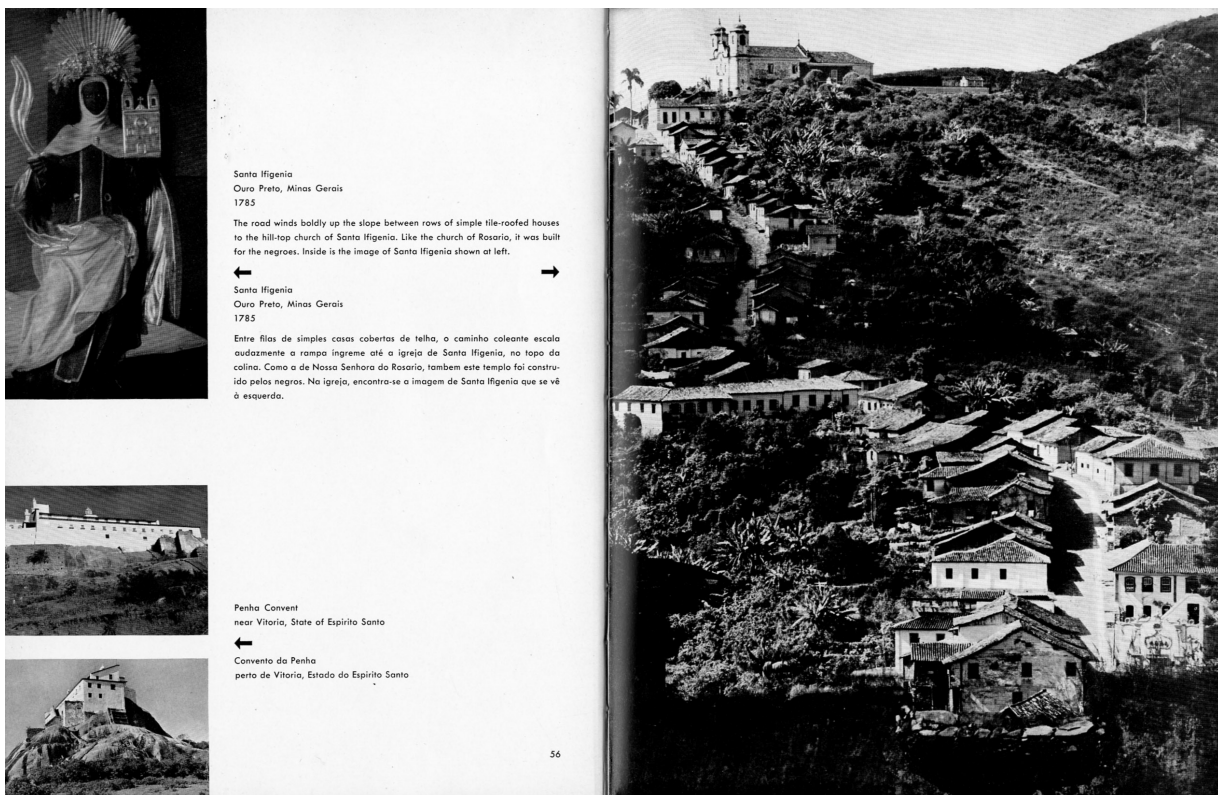 Santa Ifigenia
Ouro Preto, Minas Gerais
1785
The road winds boldly up the slope between rows of simple tile-roofed houses
to the hill-top church of Santa Ifigenia. Like the church of Rosario, it was built
for the negroes. Inside is the image of Santa Ifigenia shown at left.
Santa Ifigenia
Ouro Preto, Minas Gerais
1785
Entre filas de simples casas cobertas de telha, o caminho coleante escala
audazmente a rampa ingreme até a igreja de Santa Ifigenia, no topo da
colina. Como a de Nossa Senhora do Rosario, tambem este templo foi constru-
ido pelos negros. Na igreja, encontra-se a imagem de Santa Ifigenia que se vê
à esquerda.
Penha Convent
near Vitoria, State of Espirito Santo
Convento da Penha
perto de Vitoria, Estado do Espirito Santo
56